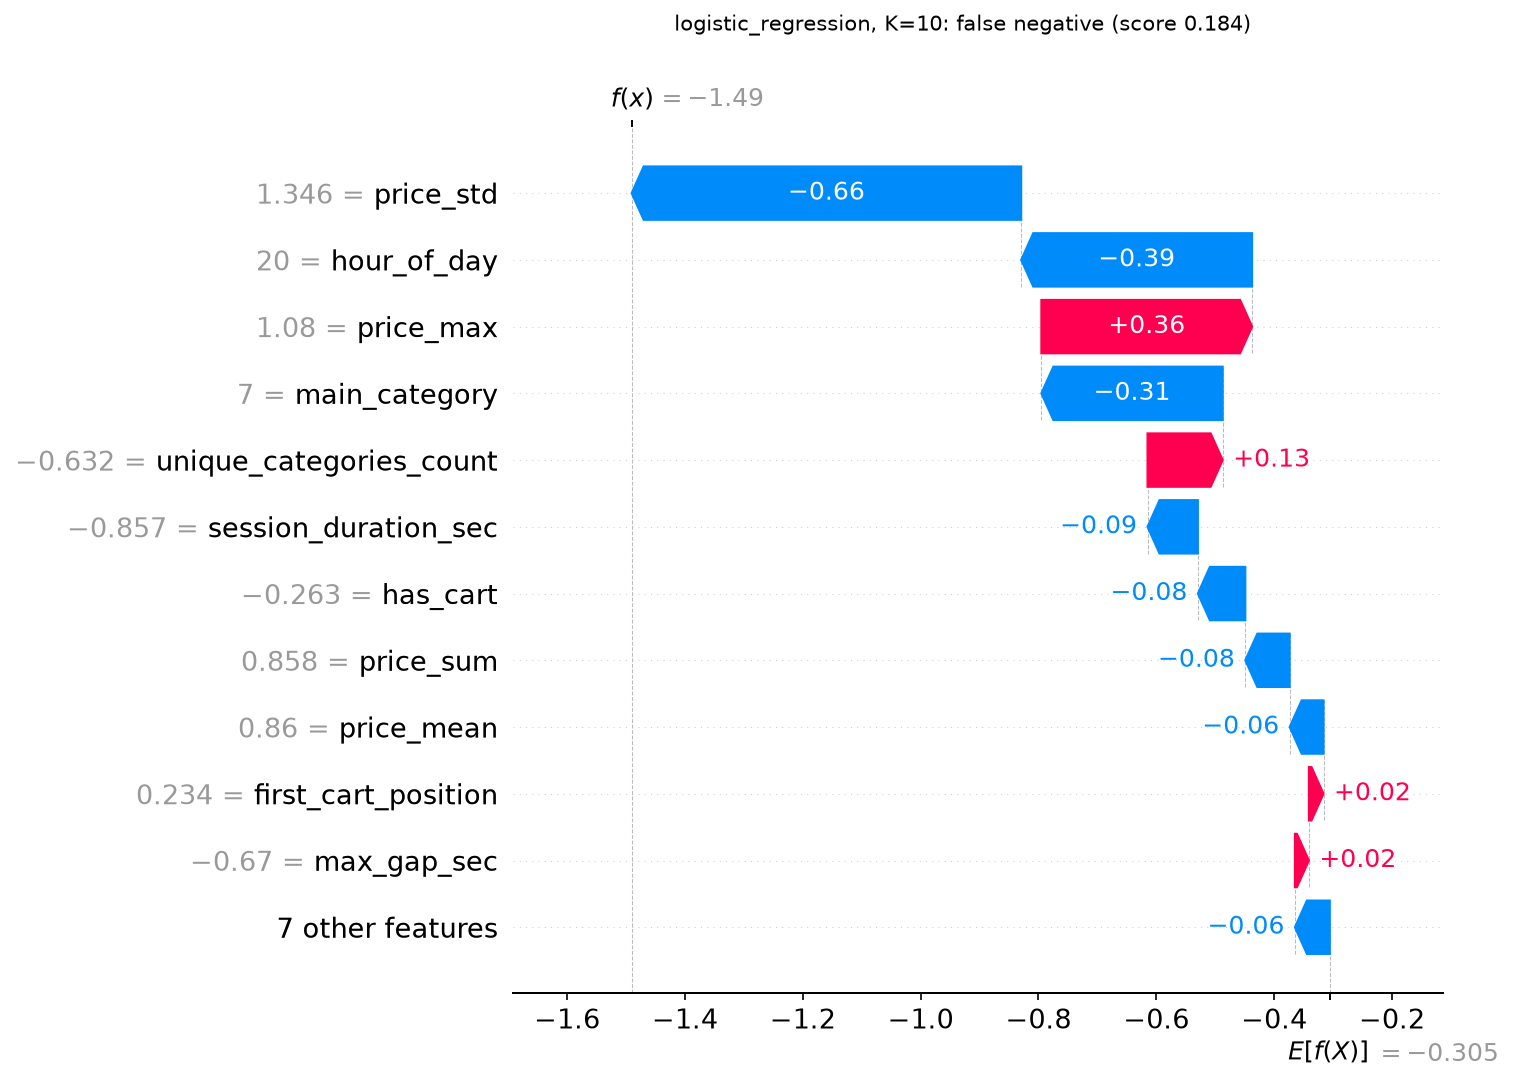 logistic_regression, K=10: false negative (score 0.184)
f(x) = −1.49
1.346 = price_std −0.66
20 = hour_of_day −0.39
1.08 = price_max +0.36
7 = main_category −0.31
−0.632 = unique_categories_count +0.13
−0.857 = session_duration_sec −0.09
−0.263 = has_cart −0.08
0.858 = price_sum −0.08
0.86 = price_mean −0.06
0.234 = first_cart_position +0.02
−0.67 = max_gap_sec +0.02
7 other features −0.06
−1.6 −1.4 −1.2 −1.0 −0.8 −0.6 −0.4 −0.2
E[f(X)] = −0.305